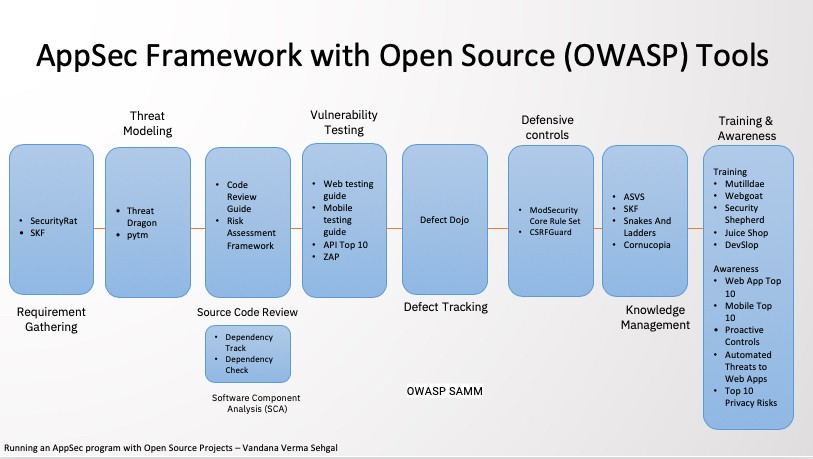 AppSec Framework with Open Source (OWASP) Tools
Requirement
Gathering
• SecurityRat
• SKF
Threat
Modeling
• Threat
Dragon
• pytm
• Code
Review
Guide
• Risk
Assessment
Framework
Source Code Review
• Dependency
Track
• Dependency
Check
Software Component
Analysis (SCA)
Vulnerability
Testing
• Web testing
guide
• Mobile
testing
guide
• API Top 10
• ZAP
Defect Dojo
Defect Tracking
OWASP SAMM
Defensive
controls
• ModSecurity
Core Rule Set
• CSRFGuard
• ASVS
• SKF
• Snakes And
Ladders
• Cornucopia
Knowledge
Management
Training &
Awareness
Training
• Mutilldae
• Webgoat
• Security
Shepherd
• Juice Shop
• DevSlop
Awareness
• Web App Top
10
• Mobile Top
10
• Proactive
Controls
• Automated
Threats to
Web Apps
• Top 10
Privacy Risks
Running an AppSec program with Open Source Projects – Vandana Verma Sehgal